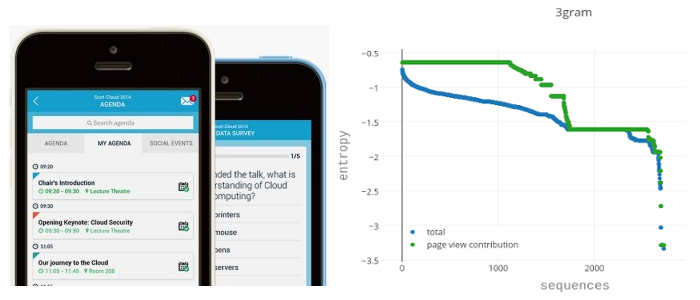 Scot-Cloud 2014
AGENDA
Search agenda
AGENDA
MY AGENDA
SOCIAL EVENTS
09:20
Chair's Introduction
09:20 - 09:30
Lecture Theatre
09:30
Opening Keynote: Cloud Security
09:30 - 09:50
Lecture Theatre
11:05
Our journey to the Cloud
11:05 - 11:45
Room 208
Cloud 2014
DATA SURVEY
1/5
nded the talk, what is
rstanding of Cloud
omputing?
printers
mouse
pens
servers
3gram
entropy
−0.5
−1
−1.5
−2
−2.5
−3
−3.5
total
page view contribution
0
1000
2000
sequences